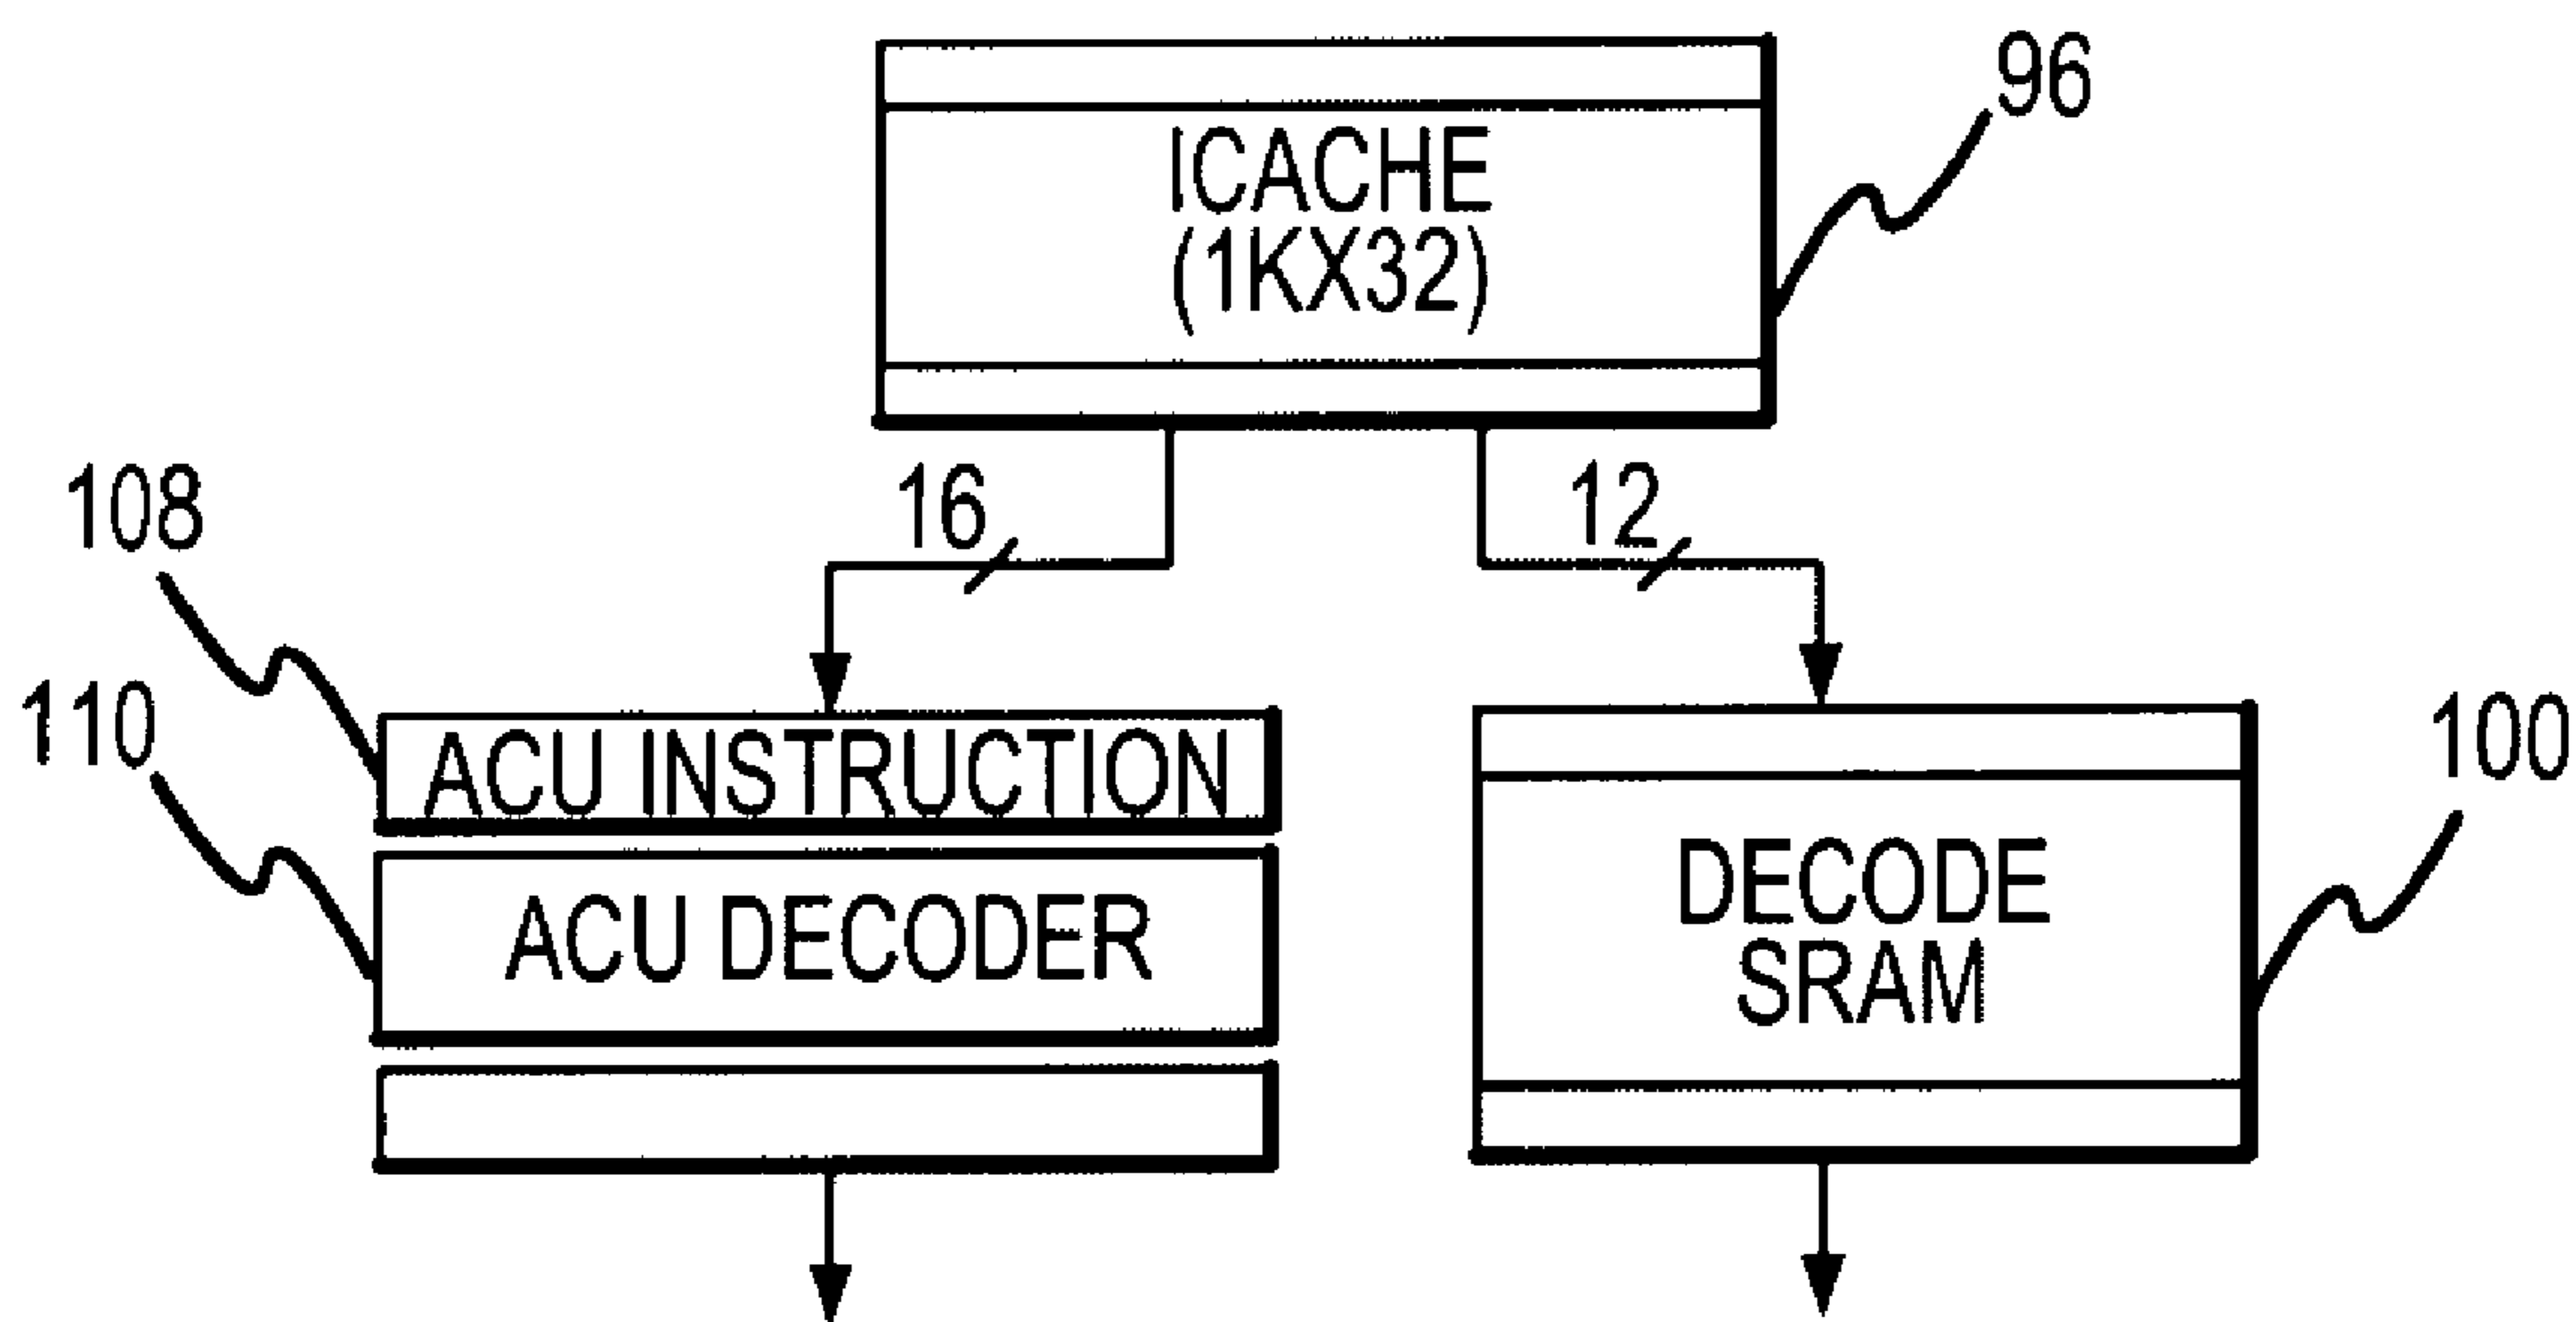 96
ICACHE
(1KX32)
108
16
12
110
ACU INSTRUCTION
100
ACU DECODER
DECODE
SRAM